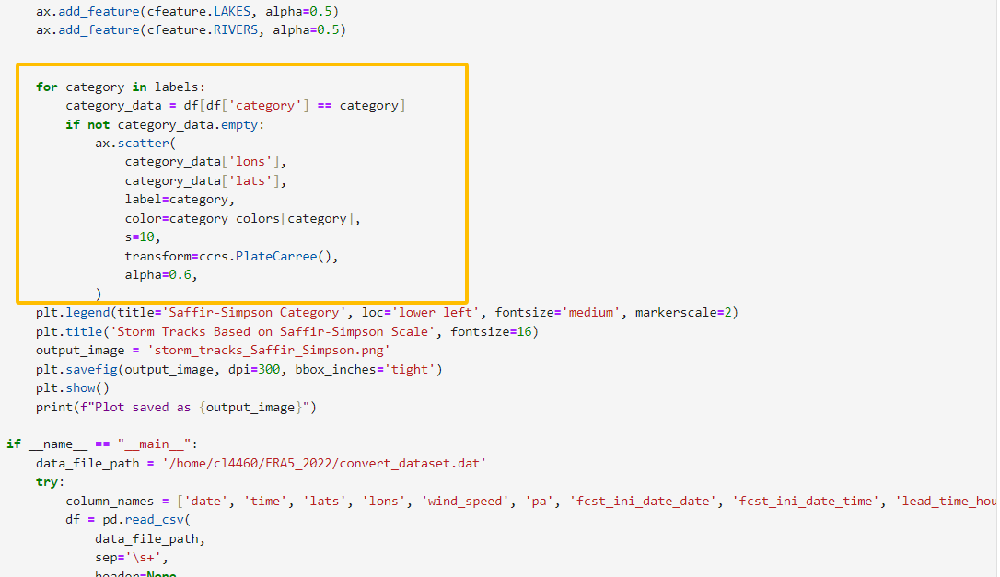 ax.add_feature(cfeature.LAKES, alpha=0.5)
ax.add_feature(cfeature.RIVERS, alpha=0.5)
for category in labels:
category_data = df[df['category'] == category]
if not category_data.empty:
ax.scatter(
category_data['lons'],
category_data['lats'],
label=category,
color=category_colors[category],
s=10,
transform=ccrs.PlateCarree(),
alpha=0.6,
)
plt.legend(title='Saffir-Simpson Category', loc='lower left', fontsize='medium', markerscale=2)
plt.title('Storm Tracks Based on Saffir-Simpson Scale', fontsize=16)
output_image = 'storm_tracks_Saffir_Simpson.png'
plt.savefig(output_image, dpi=300, bbox_inches='tight')
plt.show()
print(f"Plot saved as {output_image}")
if __name__ == "__main__":
data_file_path = '/home/cl4460/ERA5_2022/convert_dataset.dat'
try:
column_names = ['date', 'time', 'lats', 'lons', 'wind_speed', 'pa', 'fcst_ini_date_date', 'fcst_ini_date_time', 'lead_time_hou
df = pd.read_csv(
data_file_path,
sep='\s+',
header=None